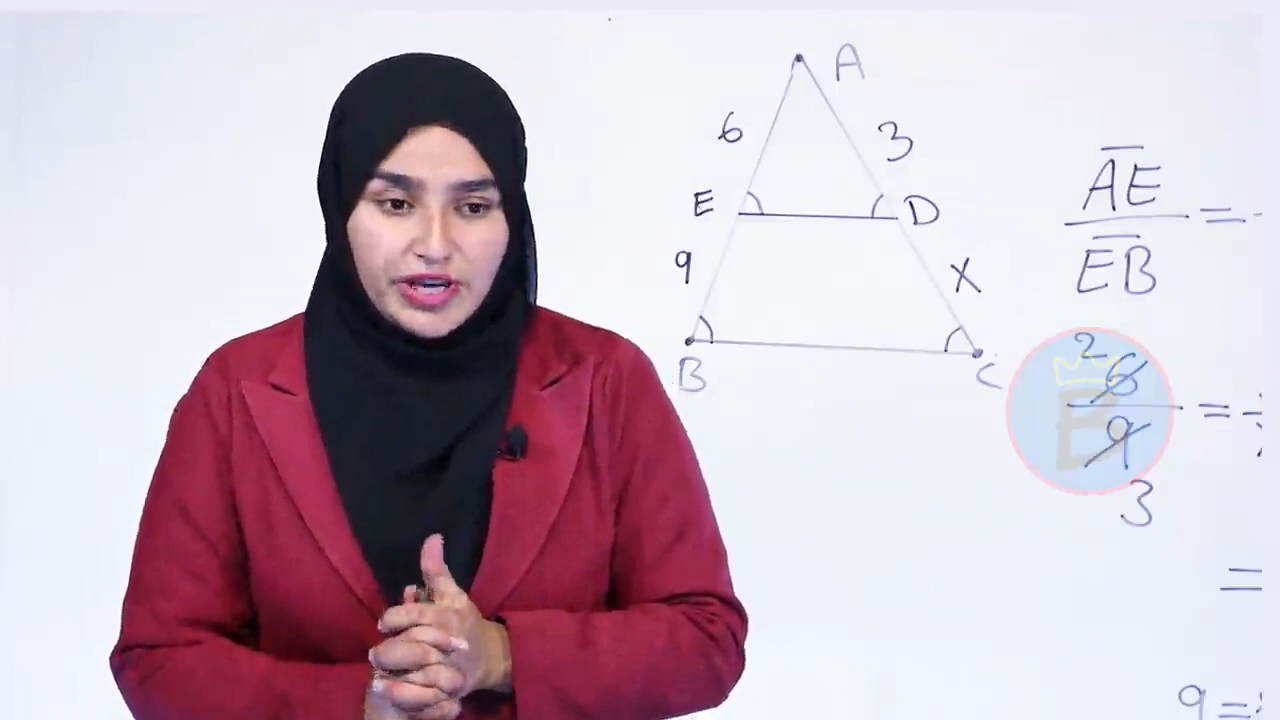 A
6 3
E D
9 X
B C
AE
=
EB
2 6
=
9
3
=
9 =
B